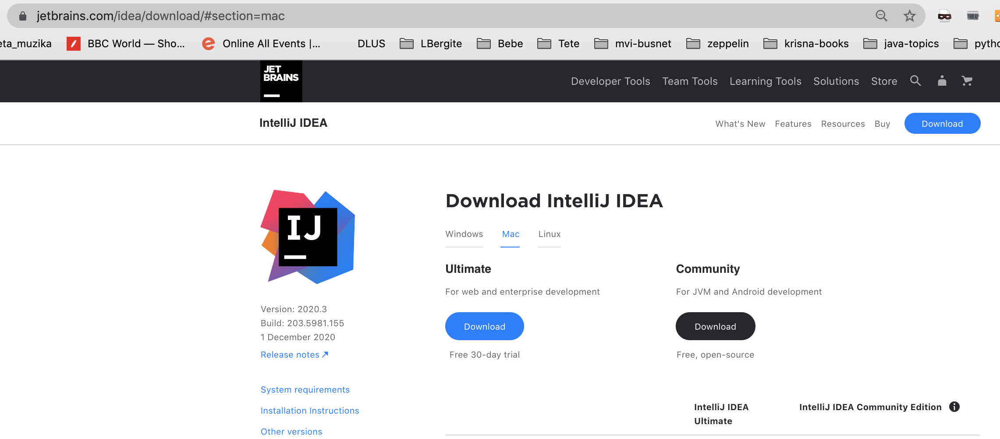 jetbrains.com/idea/download/#section=mac
eta_muzika BBC World — Sho... Online All Events |... DLUS LBergite Bebe Tete mvi-busnet zeppelin krisna-books java-topics pytho
JET
BRAINS
Developer Tools Team Tools Learning Tools Solutions Store
IntelliJ IDEA
What's New Features Resources Buy Download
IJ
Version: 2020.3
Build: 203.5981.155
1 December 2020
Release notes
System requirements
Installation Instructions
Other versions
Download IntelliJ IDEA
Windows Mac Linux
Ultimate
For web and enterprise development
Download
Free 30-day trial
Community
For JVM and Android development
Download
Free, open-source
IntelliJ IDEA
Ultimate
IntelliJ IDEA Community Edition